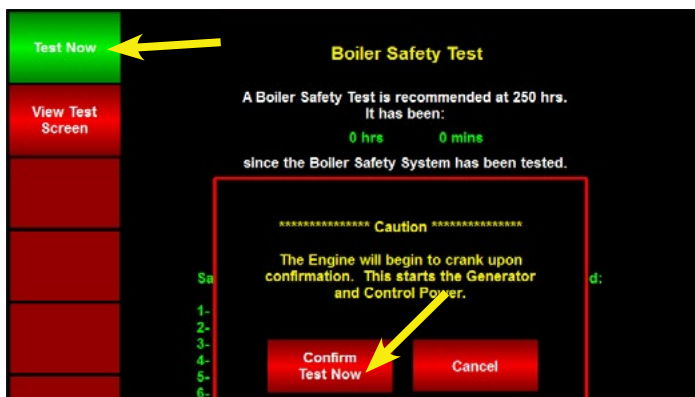 Test Now
Boiler Safety Test
A Boiler Safety Test is recommended at 250 hrs.
It has been:
View Test
Screen
0 hrs 0 mins
since the Boiler Safety System has been tested.
*************** Caution ***************
The Engine will begin to crank upon
confirmation. This starts the Generator
and Control Power.
Sa d:
1-
2-
3-
4-
5-
6-
Confirm
Test Now
Cancel